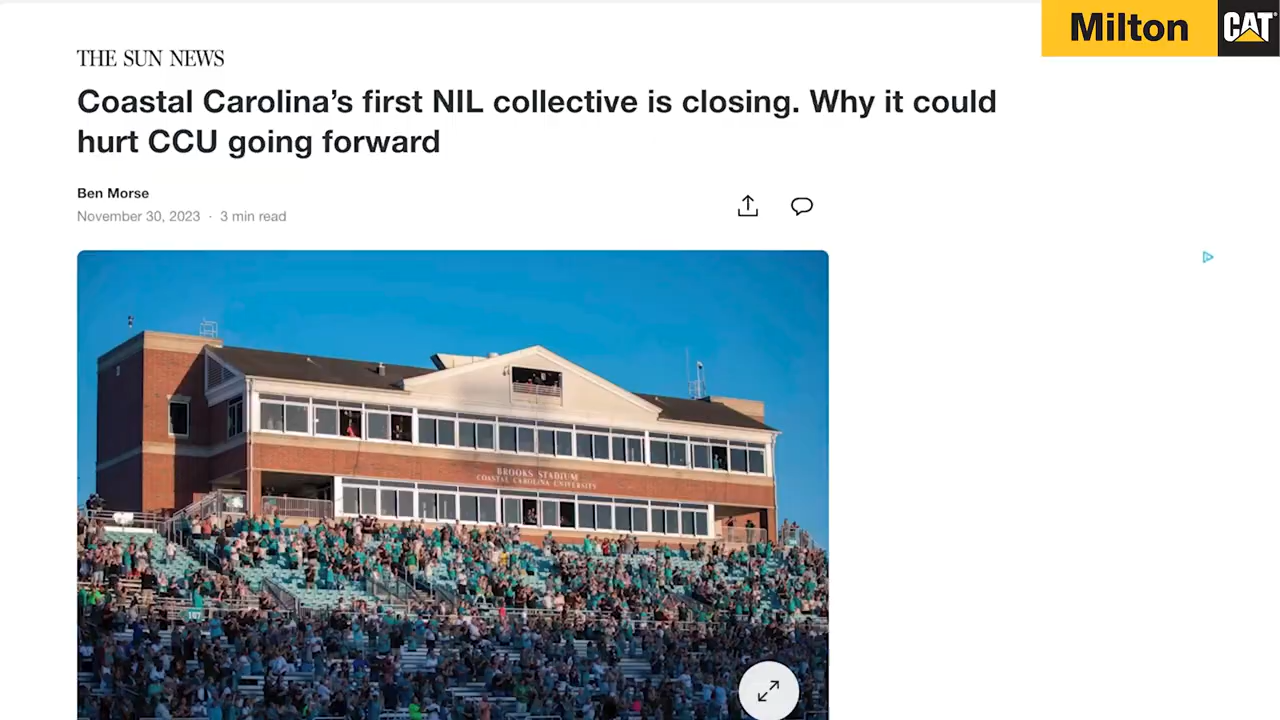 Milton CAT
THE SUN NEWS
Coastal Carolina’s first NIL collective is closing. Why it could
hurt CCU going forward
Ben Morse
November 30, 2023 · 3 min read
BROOKS STADIUM
COASTAL CAROLINA UNIVERSITY
107